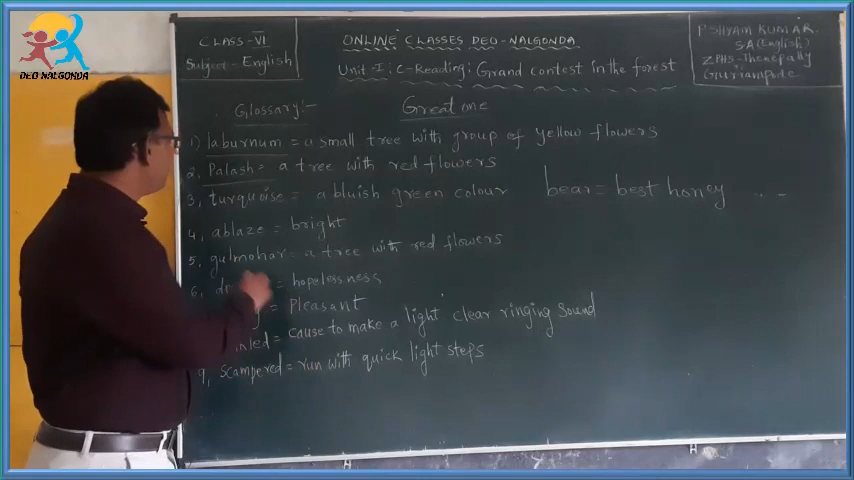 DEO NALGONDA
CLASS-VI
Subject-English
ONLINE CLASSES DEO-NALGONDA
Unit-I: C-Reading: Grand contest in the forest
P SHYAM KUMAR.
SA(English)
ZPHS-Thenepally
Gurrampode
Glossary:-
Great one
1) laburnum = a small tree with group of yellow flowers
2. Palash = a tree with red flowers
3, turquoise = a bluish green colour
bear = best honey ... -
4, ablaze = bright
5, gulmohar = a tree with red flowers
6, = hopelessness
= Pleasant
= cause to make a light clear ringing sound
9, scampered = run with quick light steps